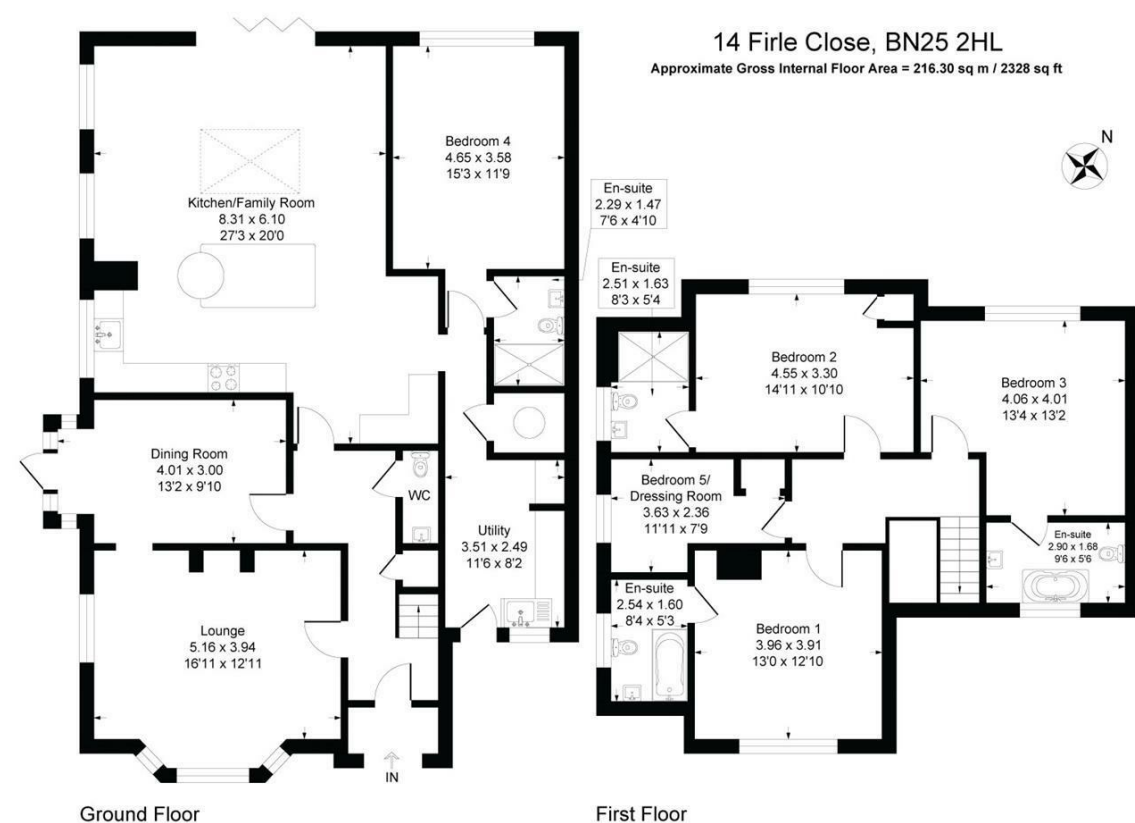 14 Firle Close, BN25 2HL
Approximate Gross Internal Floor Area = 216.30 sq m / 2328 sq ft
N
Bedroom 4
4.65 x 3.58
15'3 x 11'9
En-suite
2.29 x 1.47
7'6 x 4'10
Kitchen/Family Room
8.31 x 6.10
27'3 x 20'0
En-suite
2.51 x 1.63
8'3 x 5'4
Bedroom 2
4.55 x 3.30
14'11 x 10'10
Bedroom 3
4.06 x 4.01
13'4 x 13'2
Dining Room
4.01 x 3.00
13'2 x 9'10
WC
Bedroom 5/
Dressing Room
3.63 x 2.36
11'11 x 7'9
Utility
3.51 x 2.49
11'6 x 8'2
En-suite
2.90 x 1.68
9'6 x 5'6
En-suite
2.54 x 1.60
8'4 x 5'3
Lounge
5.16 x 3.94
16'11 x 12'11
Bedroom 1
3.96 x 3.91
13'0 x 12'10
IN
Ground Floor
First Floor